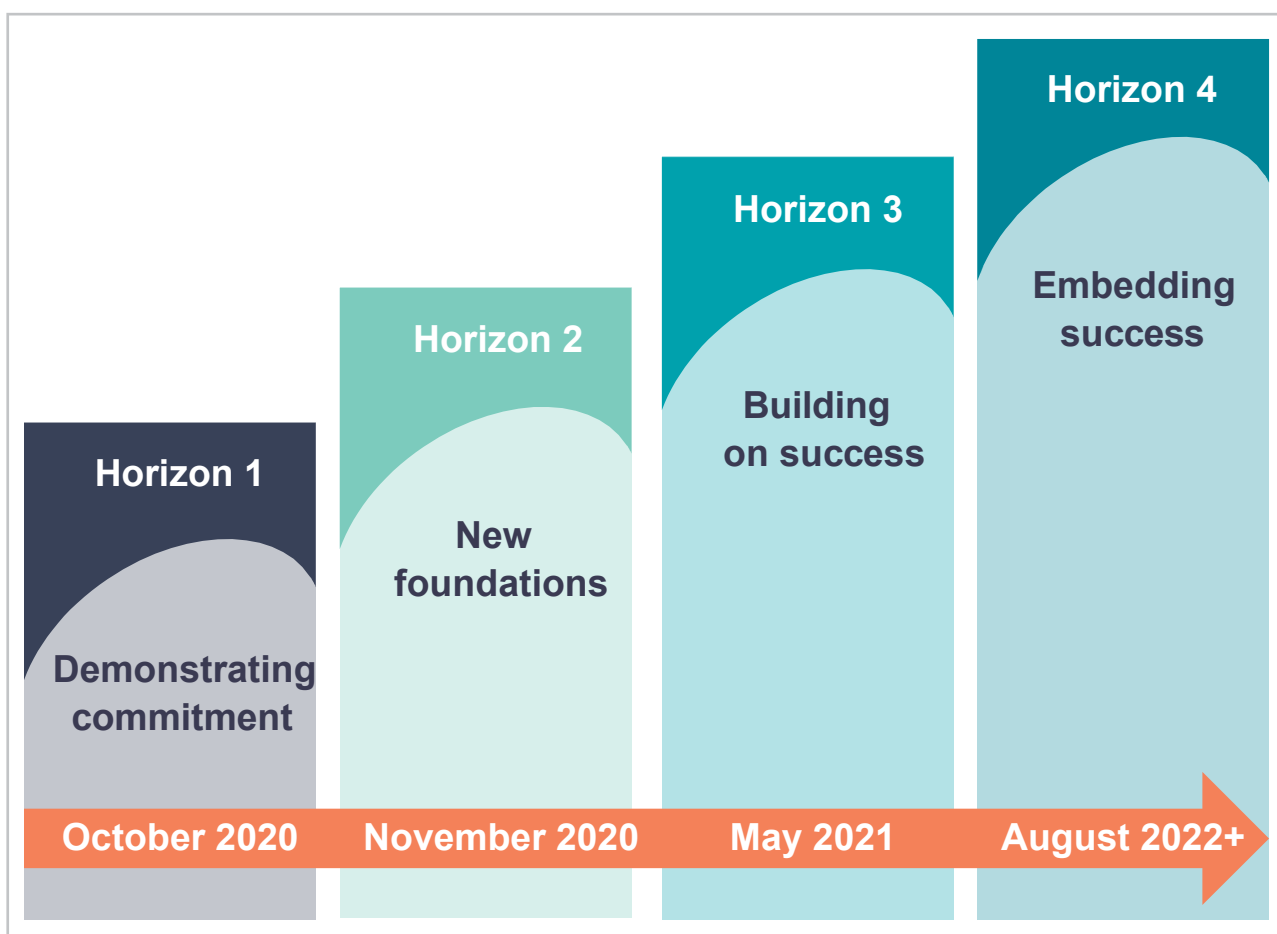 Horizon 1
Demonstrating
commitment
October 2020
Horizon 2
New
foundations
November 2020
Horizon 3
Building
on success
May 2021
Horizon 4
Embedding
success
August 2022+